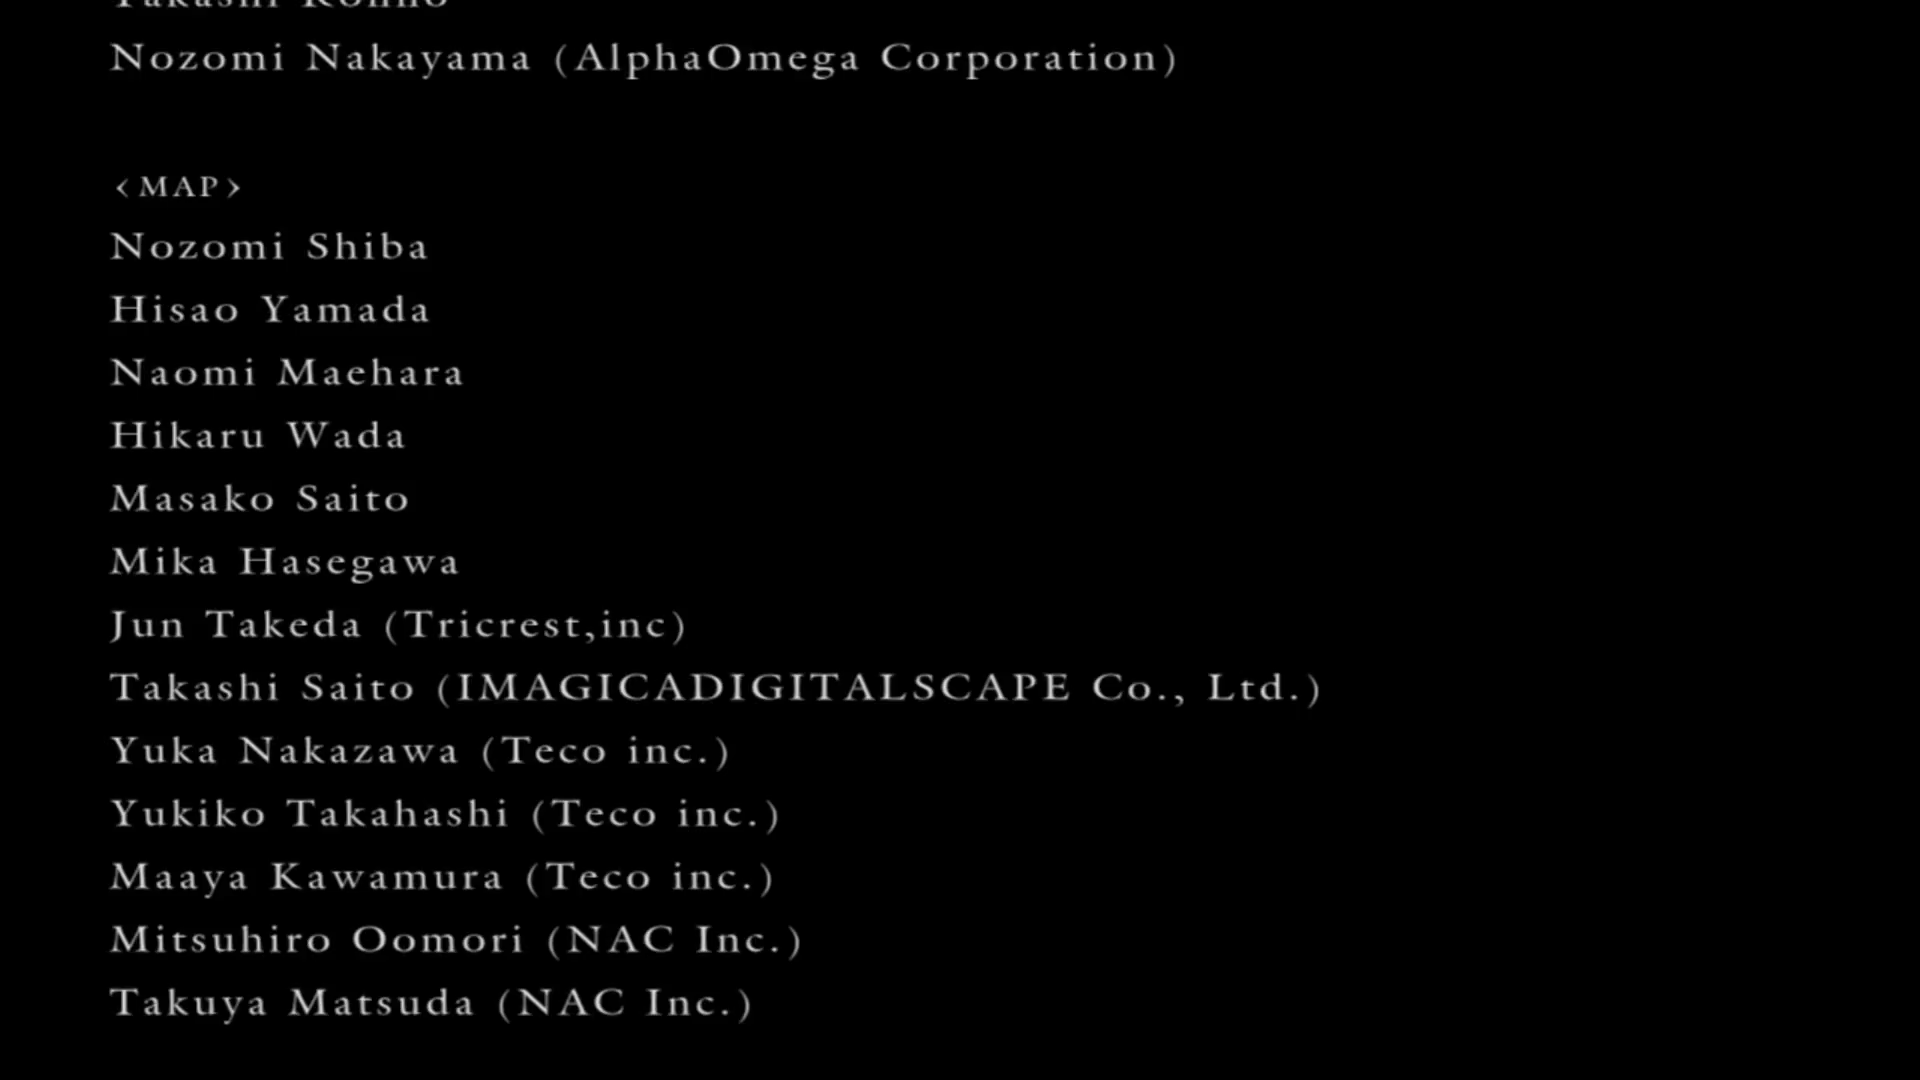 Takashi Konno
Nozomi Nakayama (AlphaOmega Corporation)
<MAP>
Nozomi Shiba
Hisao Yamada
Naomi Maehara
Hikaru Wada
Masako Saito
Mika Hasegawa
Jun Takeda (Tricrest,inc)
Takashi Saito (IMAGICADIGITALSCAPE Co., Ltd.)
Yuka Nakazawa (Teco inc.)
Yukiko Takahashi (Teco inc.)
Maaya Kawamura (Teco inc.)
Mitsuhiro Oomori (NAC Inc.)
Takuya Matsuda (NAC Inc.)